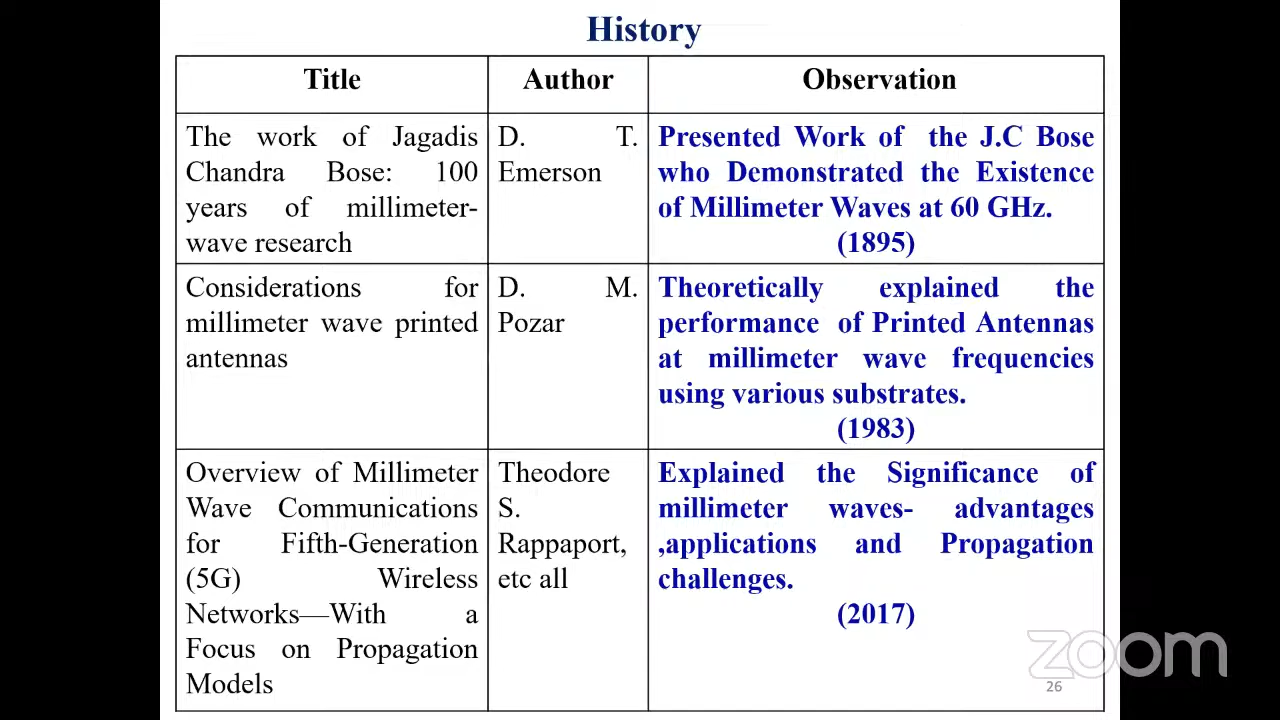 History
Title
Author
Observation
The work of Jagadis
Chandra Bose: 100
years of millimeter-
wave research
D. T.
Emerson
Presented Work of the J.C Bose
who Demonstrated the Existence
of Millimeter Waves at 60 GHz.
(1895)
Considerations for
millimeter wave printed
antennas
D. M.
Pozar
Theoretically explained the
performance of Printed Antennas
at millimeter wave frequencies
using various substrates.
(1983)
Overview of Millimeter
Wave Communications
for Fifth-Generation
(5G) Wireless
Networks—With a
Focus on Propagation
Models
Theodore
S.
Rappaport,
etc all
Explained the Significance of
millimeter waves- advantages
,applications and Propagation
challenges.
(2017)
zoom
26